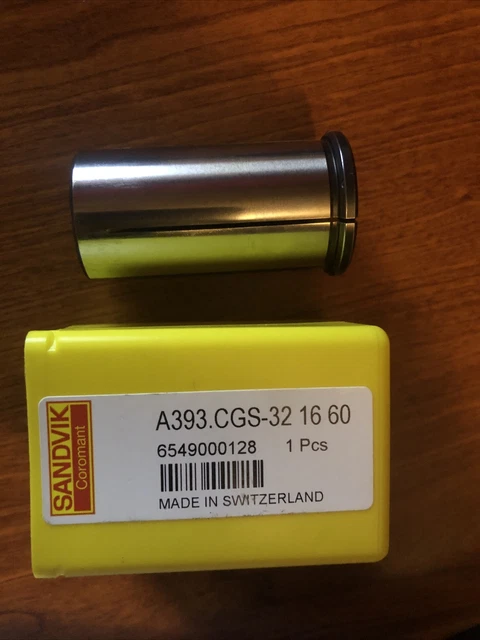 SANDVIK
Coromant
A393.CGS-32 16 60
6549000128 1 Pcs
MADE IN SWITZERLAND